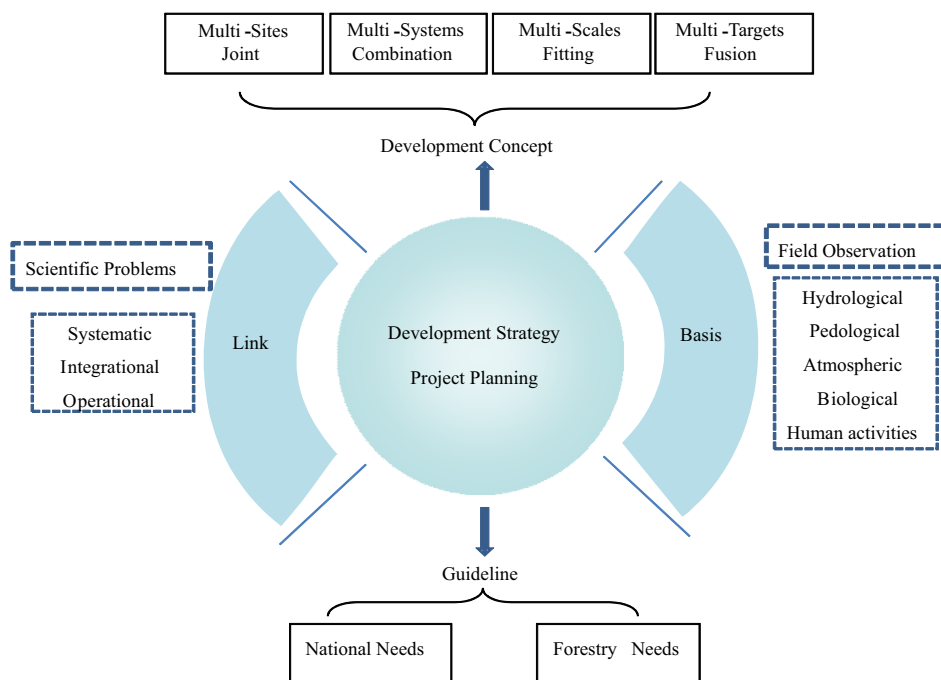 Multi -Sites Joint
Multi -Systems Combination
Multi -Scales Fitting
Multi -Targets Fusion
Development Concept
Scientific Problems
Systematic
Integrational
Operational
Link
Development Strategy
Project Planning
Basis
Field Observation
Hydrological
Pedological
Atmospheric
Biological
Human activities
Guideline
National Needs
Forestry Needs